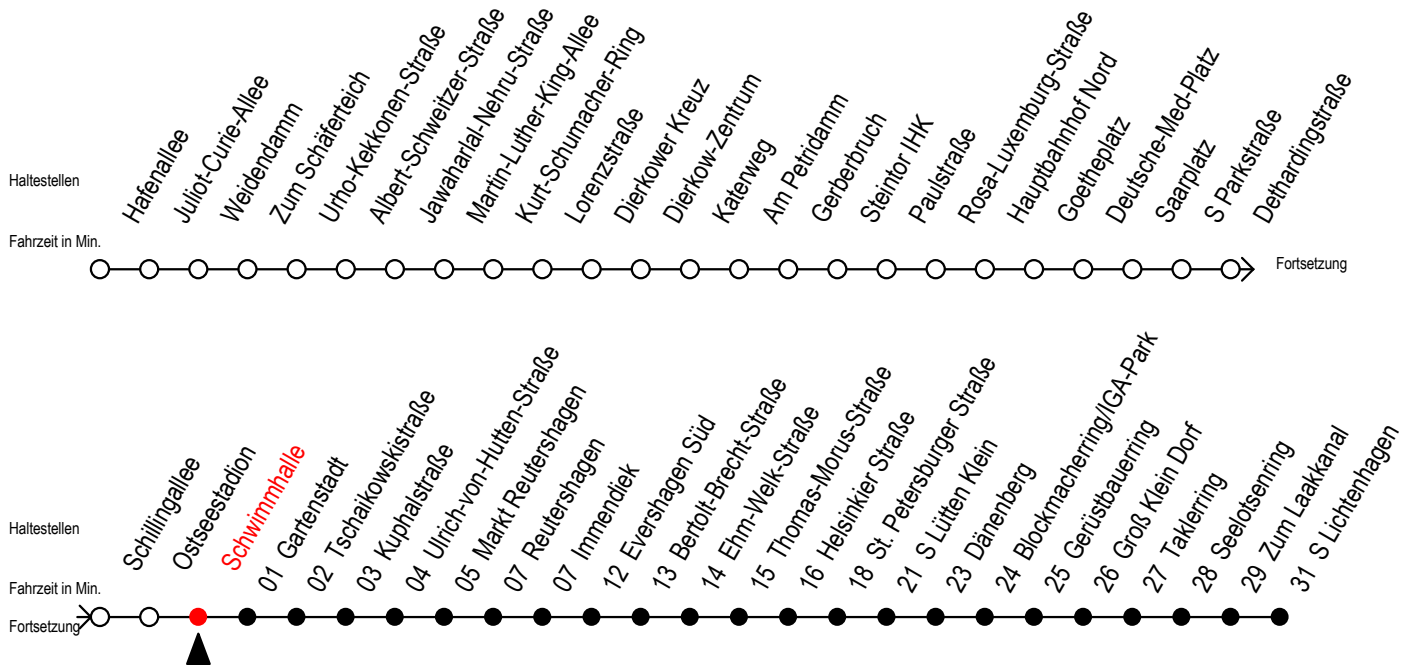 Haltestellen
Hafenallee
Juliot-Curie-Allee
Weidendamm
Zum Schäferteich
Urho-Kekkonen-Straße
Albert-Schweitzer-Straße
Jawaharlal-Nehru-Straße
Martin-Luther-King-Allee
Kurt-Schumacher-Ring
Lorenzstraße
Dierkower Kreuz
Dierkow-Zentrum
Katenweg
Am Petridamm
Gerberbruch
Steintor IHK
Paulstraße
Rosa-Luxemburg-Straße
Hauptbahnhof Nord
Goetheplatz
Deutsche-Med-Platz
Saarplatz
S Parkstraße
Dethardingstraße
Fahrzeit in Min.
Fortsetzung
Haltestellen
Schillingallee
Ostseestadion
Schwimmhalle
01 Gartenstadt
02 Tschaikowskistraße
03 Kuphalstraße
04 Ulrich-von-Hutten-Straße
05 Markt Reutershagen
07 Reutershagen
07 Immendiek
12 Evershagen Süd
13 Bertolt-Brecht-Straße
14 Ehm-Welk-Straße
15 Thomas-Morus-Straße
16 Helsinkier Straße
18 St. Petersburger Straße
21 S Lütten Klein
23 Dänenberg
24 Blockmacherring/IGA-Park
25 Gerüstbauerring
26 Groß Klein Dorf
27 Taklerring
28 Seelotsenring
29 Zum Laakkanal
31 S Lichtenhagen
Fahrzeit in Min.
Fortsetzung